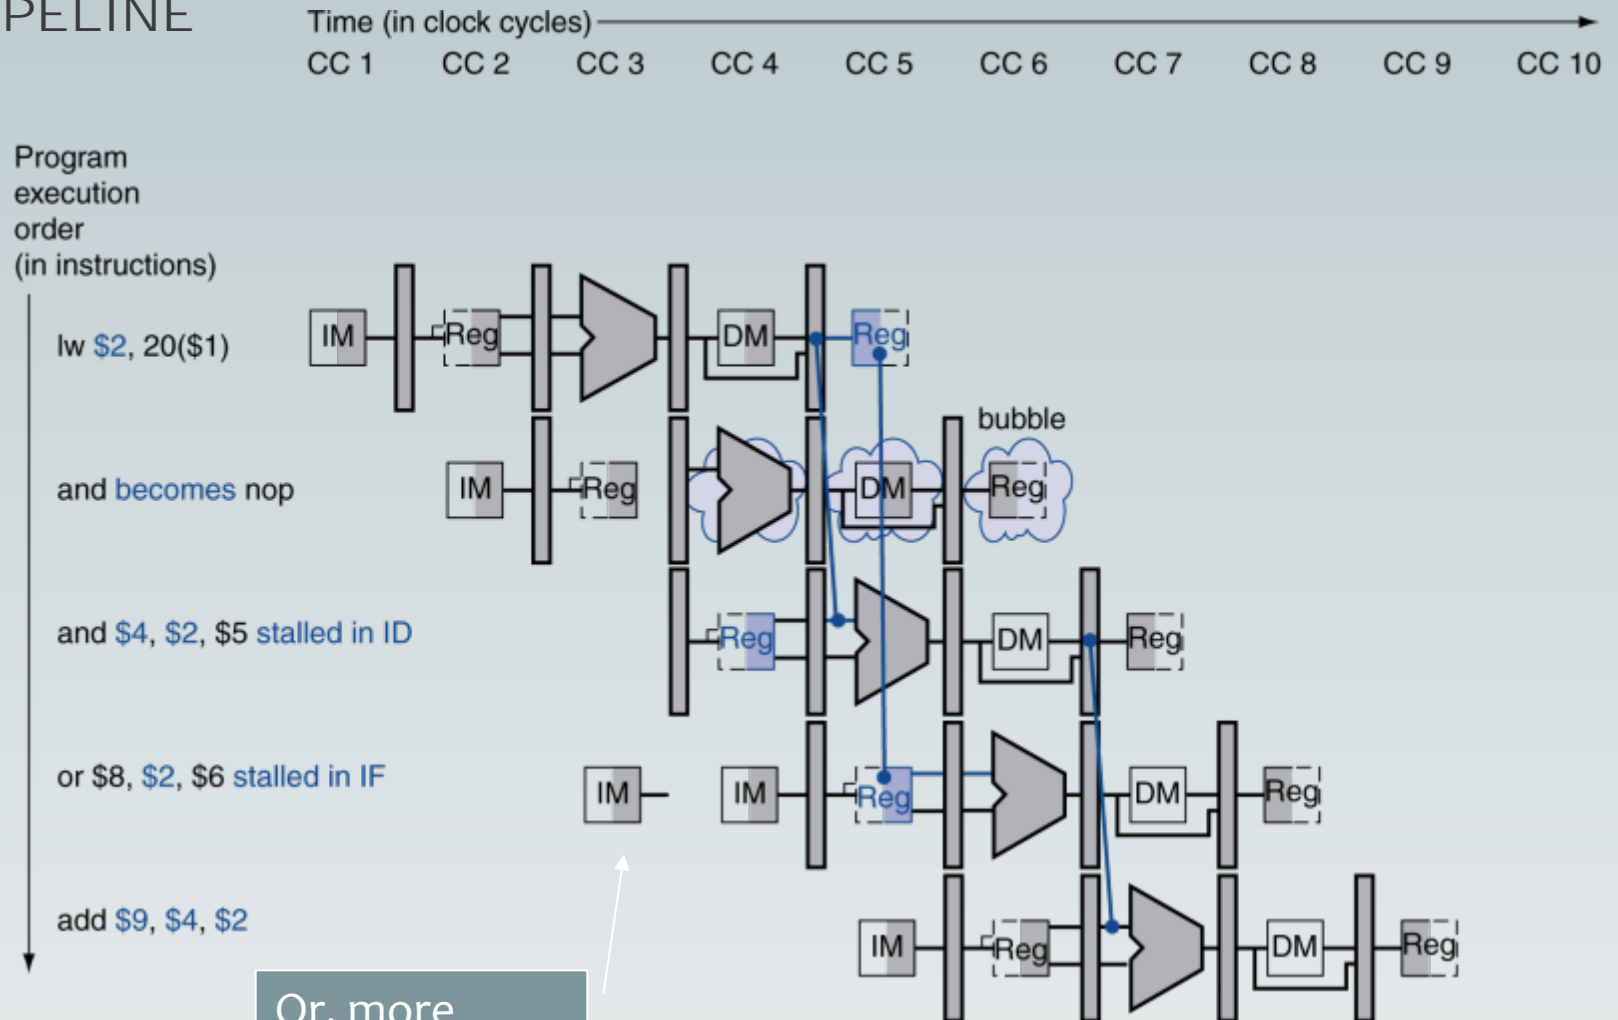 PELINE
Time (in clock cycles)
CC 1 CC 2 CC 3 CC 4 CC 5 CC 6 CC 7 CC 8 CC 9 CC 10
Program
execution
order
(in instructions)
lw $2, 20($1)
IM Reg DM Reg
bubble
and becomes nop
IM Reg DM Reg
and $4, $2, $5 stalled in ID
Reg DM Reg
or $8, $2, $6 stalled in IF
IM IM Reg DM Reg
add $9, $4, $2
IM Reg DM Reg
Or, more